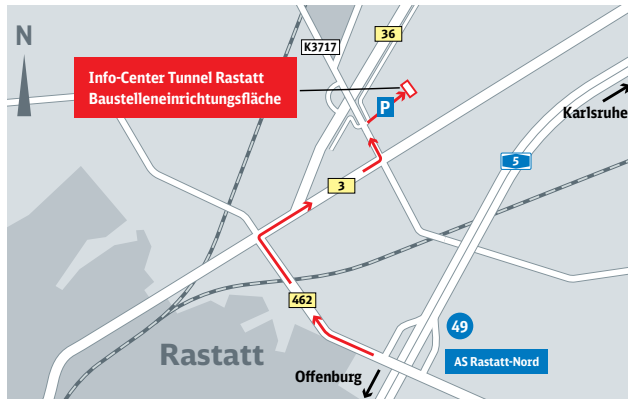 N
36
K3717
Info-Center Tunnel Rastatt
Baustelleneinrichtungsfläche
P
Karlsruhe
5
3
462
49
Rastatt
AS Rastatt-Nord
Offenburg